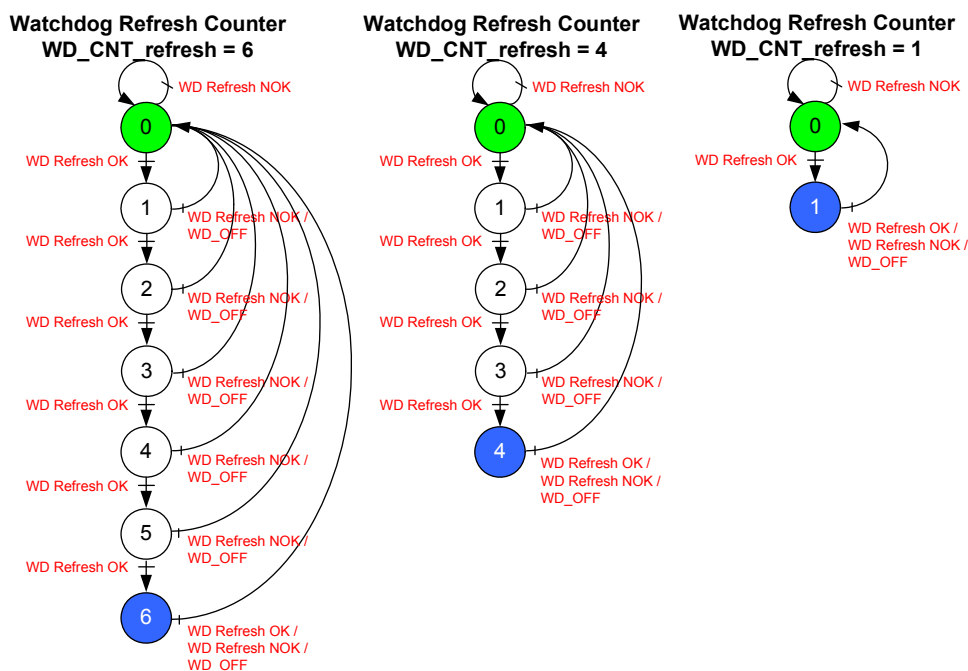 Watchdog Refresh Counter
WD_CNT_refresh = 6
WD Refresh NOK
0
WD Refresh OK
1
WD Refresh NOK /
WD_OFF
WD Refresh OK
2
WD Refresh NOK /
WD_OFF
WD Refresh OK
3
WD Refresh NOK /
WD_OFF
WD Refresh OK
4
WD Refresh NOK /
WD_OFF
WD Refresh OK
5
WD Refresh NOK /
WD_OFF
WD Refresh OK
6
WD Refresh OK /
WD Refresh NOK /
WD_OFF
Watchdog Refresh Counter
WD_CNT_refresh = 4
WD Refresh NOK
0
WD Refresh OK
1
WD Refresh NOK /
WD_OFF
WD Refresh OK
2
WD Refresh NOK /
WD_OFF
WD Refresh OK
3
WD Refresh NOK /
WD_OFF
WD Refresh OK
4
WD Refresh OK /
WD Refresh NOK /
WD_OFF
Watchdog Refresh Counter
WD_CNT_refresh = 1
WD Refresh NOK
0
WD Refresh OK
1
WD Refresh OK /
WD Refresh NOK /
WD_OFF